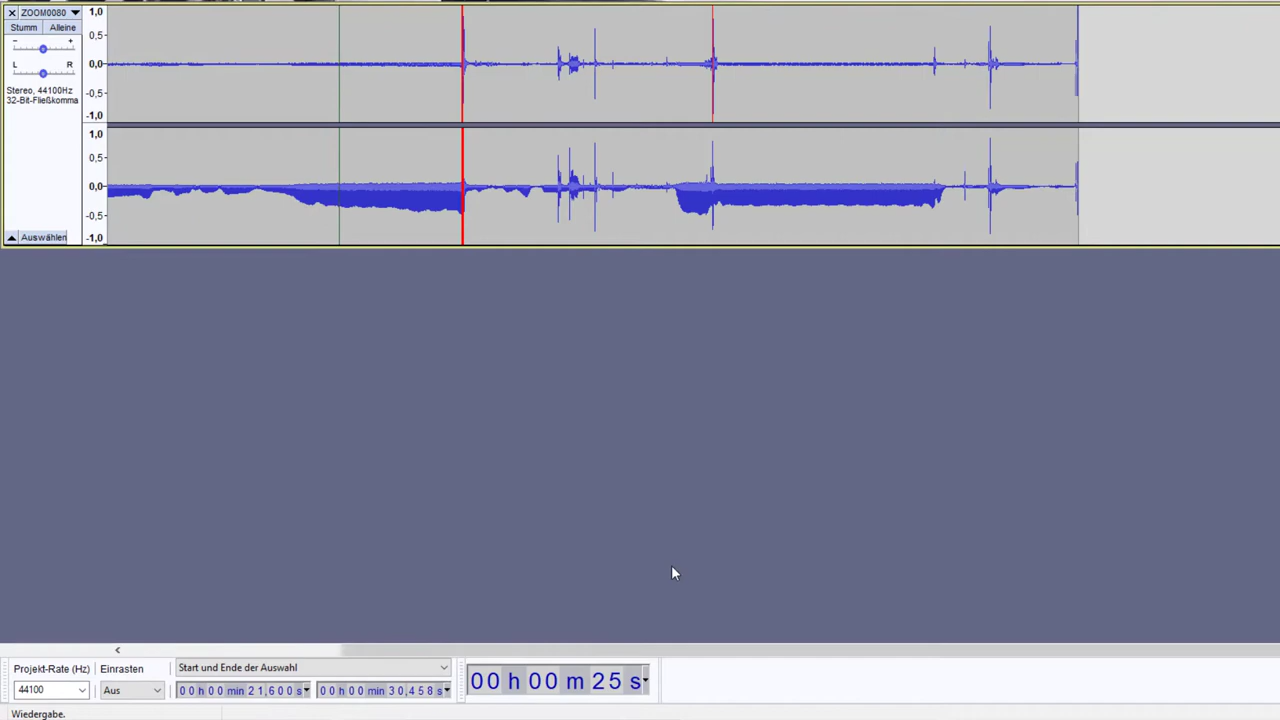 ZOOM0080
Stumm Alleine
- +
L R
Stereo, 44100Hz
32-Bit-Fließkomma
Auswählen
1,0
0,5
0,0
-0,5
-1,0
1,0
0,5
0,0
-0,5
-1,0
Projekt-Rate (Hz) Einrasten Start und Ende der Auswahl
44100 Aus 00 h 00 min 21,600 s 00 h 00 min 30,458 s
00 h 00 m 25 s
Wiedergabe.